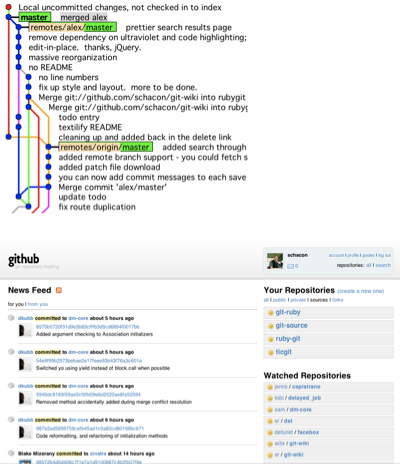 Local uncommitted changes, not checked in to index
master merged alex
remotes/alex/master prettier search results page
remove dependency on ultraviolet and code highlighting;
edit-in-place. thanks, jQuery.
massive reorganization
no README
no line numbers
fix up style and layout. more to be done.
Merge git://github.com/schacon/git-wiki into rubygit
Merge git://github.com/schacon/git-wiki into rubyg
todo entry
textilify README
cleaning up and added back in the delete link
remotes/origin/master added search through
added remote branch support - you could fetch s
added patch file download
you can now add commit messages to each save
Merge commit 'alex/master'
update todo
fix route duplication
github
git repository hosting
schacon
account | profile | guides | log out
0
repositories: all | search
News Feed
for you | from you
dkubb committed to dm-core about 5 hours ago
Added argument checking to Association initializers
dkubb committed to dm-core about 5 hours ago
Switched to using yield instead of block.call when possible
dkubb committed to dm-core about 6 hours ago
Removed method accidentally added during merge conflict resolution
dkubb committed to dm-core about 6 hours ago
Code reformatting, and refactoring of initialization methods
Blake Mizerany committed to sinatra about 14 hours ago
Your Repositories (create a new one)
all | public | private | sources | forks
git-ruby
git-source
ruby-git
ticgit
Watched Repositories
jamis / capistrano
tobi / delayed_job
sam / dm-core
er / dst
defunkt / facebox
al3x / git-wiki
sr / git-wiki